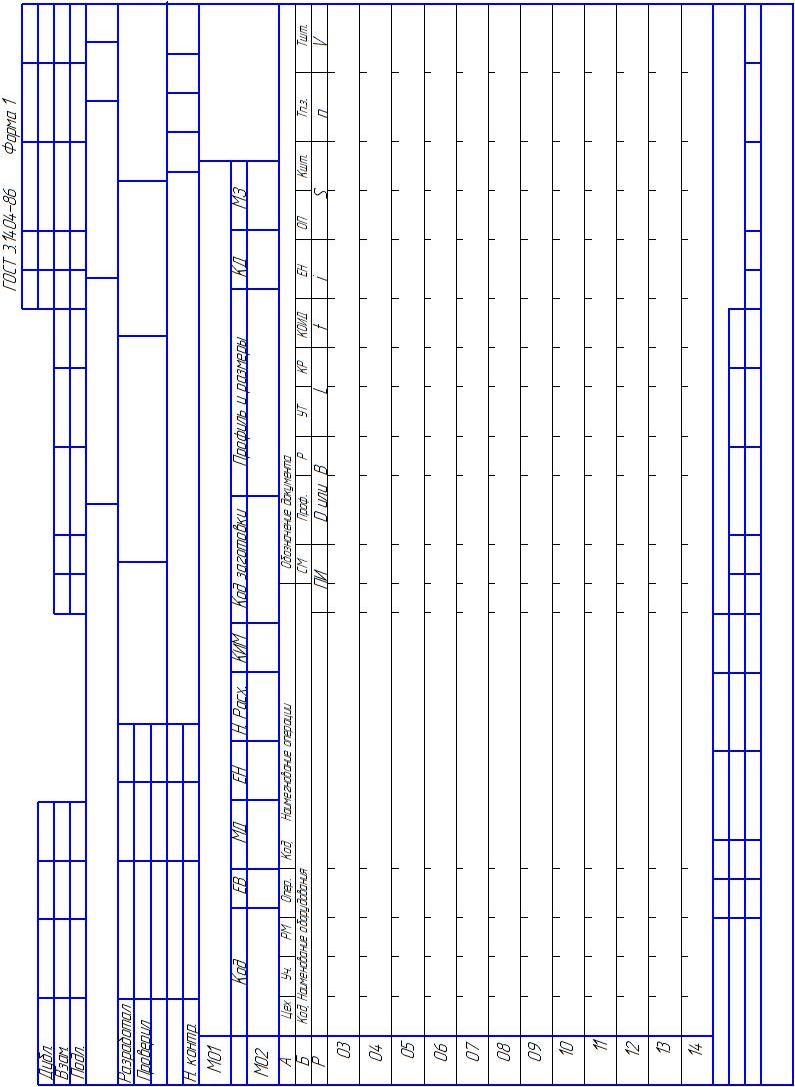 ГОСТ 3.1404-86 Форма 1
Дубл.
Взам.
Подл.
Разработал
Проверил
Н. контр.
М01
Код ЕВ МД ЕН Н. Расх. КИМ Код заготовки Профиль и размеры КД МЗ
М02
А Цех Уч. РМ Опер. Код Наимегнование операции Обозначение документа
Б Код, Наименование оборудования СМ Проф. Р УТ КР КОИД ЕН ОП Кшт. Тп.з. Тшт.
Р ПИ D или B L t i S n V
03
04
05
06
07
08
09
10
11
12
13
14